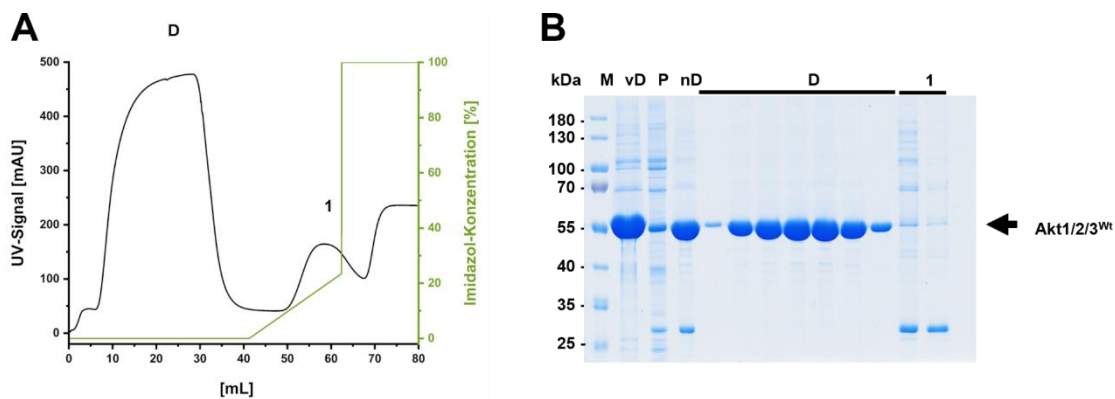 A
D
500
400
300
200
100
0
UV-Signal [mAU]
1
100
80
60
40
20
0
Imidazol-Konzentration [%]
0 10 20 30 40 50 60 70 80
[mL]
B
kDa M vD P nD D 1
180
130
100
70
55
40
35
25
Akt1/2/3Wt